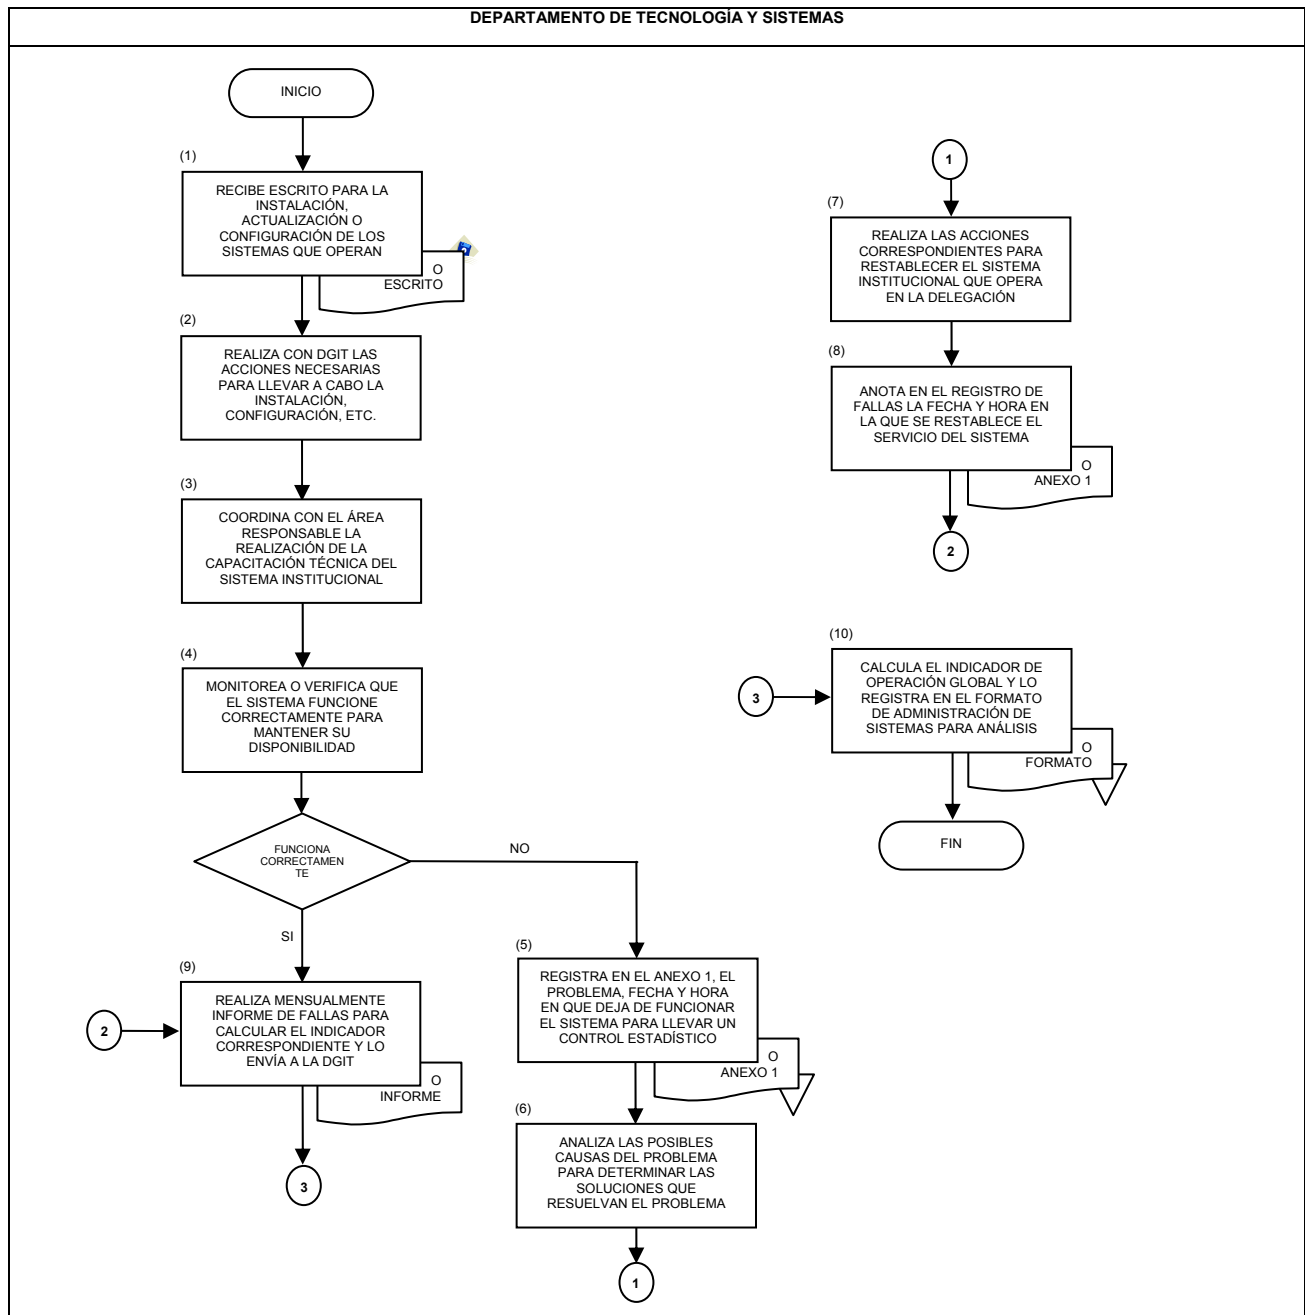 DEPARTAMENTO DE TECNOLOGÍA Y SISTEMAS
INICIO
(1)
RECIBE ESCRITO PARA LA
INSTALACIÓN,
ACTUALIZACIÓN O
CONFIGURACIÓN DE LOS
SISTEMAS QUE OPERAN
O
ESCRITO
(2)
REALIZA CON DGIT LAS
ACCIONES NECESARIAS
PARA LLEVAR A CABO LA
INSTALACIÓN,
CONFIGURACIÓN, ETC.
(3)
COORDINA CON EL ÁREA
RESPONSABLE LA
REALIZACIÓN DE LA
CAPACITACIÓN TÉCNICA DEL
SISTEMA INSTITUCIONAL
(4)
MONITOREA O VERIFICA QUE
EL SISTEMA FUNCIONE
CORRECTAMENTE PARA
MANTENER SU
DISPONIBILIDAD
FUNCIONA
CORRECTAMEN
TE
NO
SI
(9)
REALIZA MENSUALMENTE
INFORME DE FALLAS PARA
CALCULAR EL INDICADOR
CORRESPONDIENTE Y LO
ENVÍA A LA DGIT
2
O
INFORME
3
(5)
REGISTRA EN EL ANEXO 1, EL
PROBLEMA, FECHA Y HORA
EN QUE DEJA DE FUNCIONAR
EL SISTEMA PARA LLEVAR UN
CONTROL ESTADÍSTICO
O
ANEXO 1
(6)
ANALIZA LAS POSIBLES
CAUSAS DEL PROBLEMA
PARA DETERMINAR LAS
SOLUCIONES QUE
RESUELVAN EL PROBLEMA
1
1
(7)
REALIZA LAS ACCIONES
CORRESPONDIENTES PARA
RESTABLECER EL SISTEMA
INSTITUCIONAL QUE OPERA
EN LA DELEGACIÓN
(8)
ANOTA EN EL REGISTRO DE
FALLAS LA FECHA Y HORA EN
LA QUE SE RESTABLECE EL
SERVICIO DEL SISTEMA
O
ANEXO 1
2
(10)
3
CALCULA EL INDICADOR DE
OPERACIÓN GLOBAL Y LO
REGISTRA EN EL FORMATO
DE ADMINISTRACIÓN DE
SISTEMAS PARA ANÁLISIS
O
FORMATO
FIN